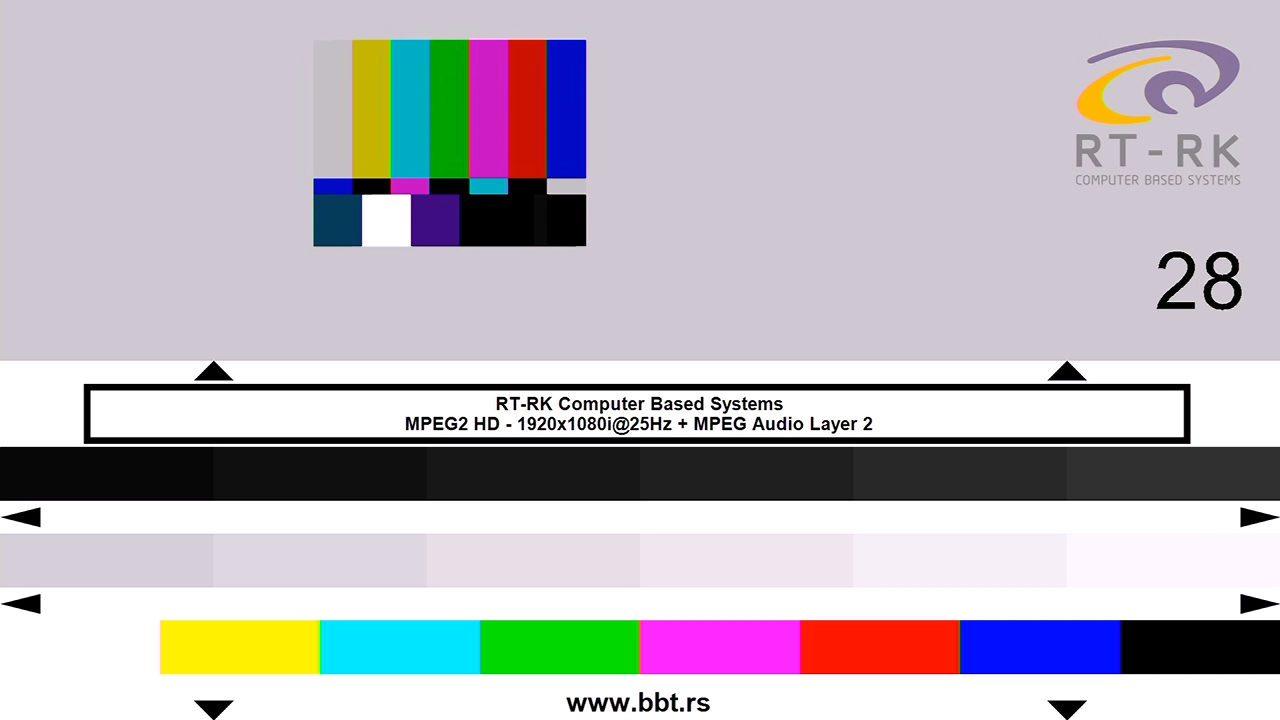 RT-RK
COMPUTER BASED SYSTEMS
28
RT-RK Computer Based Systems
MPEG2 HD - 1920x1080i@25Hz + MPEG Audio Layer 2
www.bbt.rs